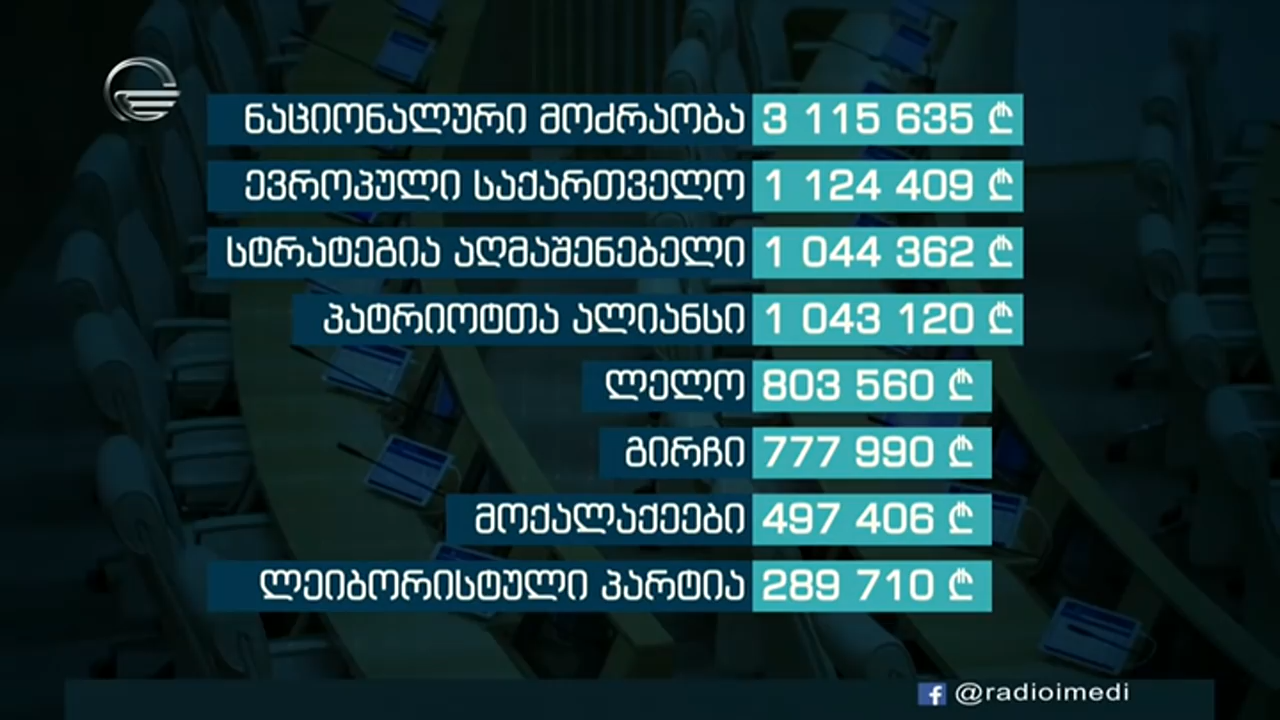 ნაციონალური მოძრაობა 3 115 635 ₾
ევროპული საქართველო 1 124 409 ₾
სტრატეგია აღმაშენებელი 1 044 362 ₾
პატრიოტთა ალიანსი 1 043 120 ₾
ლელო 803 560 ₾
გირჩი 777 990 ₾
მოქალაქეები 497 406 ₾
ლეიბორისტული პარტია 289 710 ₾
@radioimedi